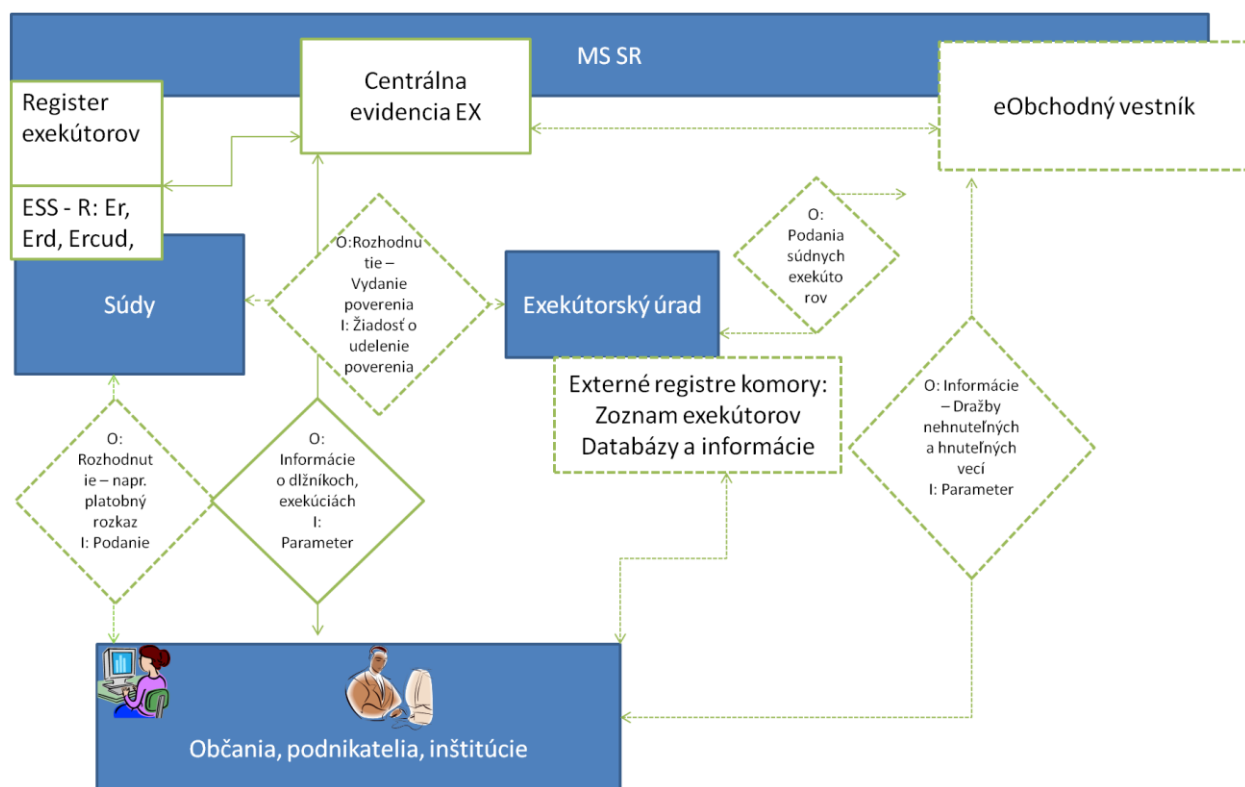 MS SR
Register
exekútorov
Centrálna
evidencia EX
eObchodný vestník
ESS - R: Er,
Erd, Ercud,
Súdy
O:Rozhodnu
tie –
Vydanie
poverenia
I: Žiadosť o
udelenie
poverenia
Exekútorský úrad
O:
Podania
súdnych
exekúto
rov
Externé registre komory:
Zoznam exekútorov
Databázy a informácie
O: Informácie
– Dražby
nehnuteľných
a hnuteľných
vecí
I: Parameter
O:
Rozhodnut
ie – napr.
platobný
rozkaz
I: Podanie
O:
Informácie
o dlžníkoch,
exekúciách
I:
Parameter
Občania, podnikatelia, inštitúcie